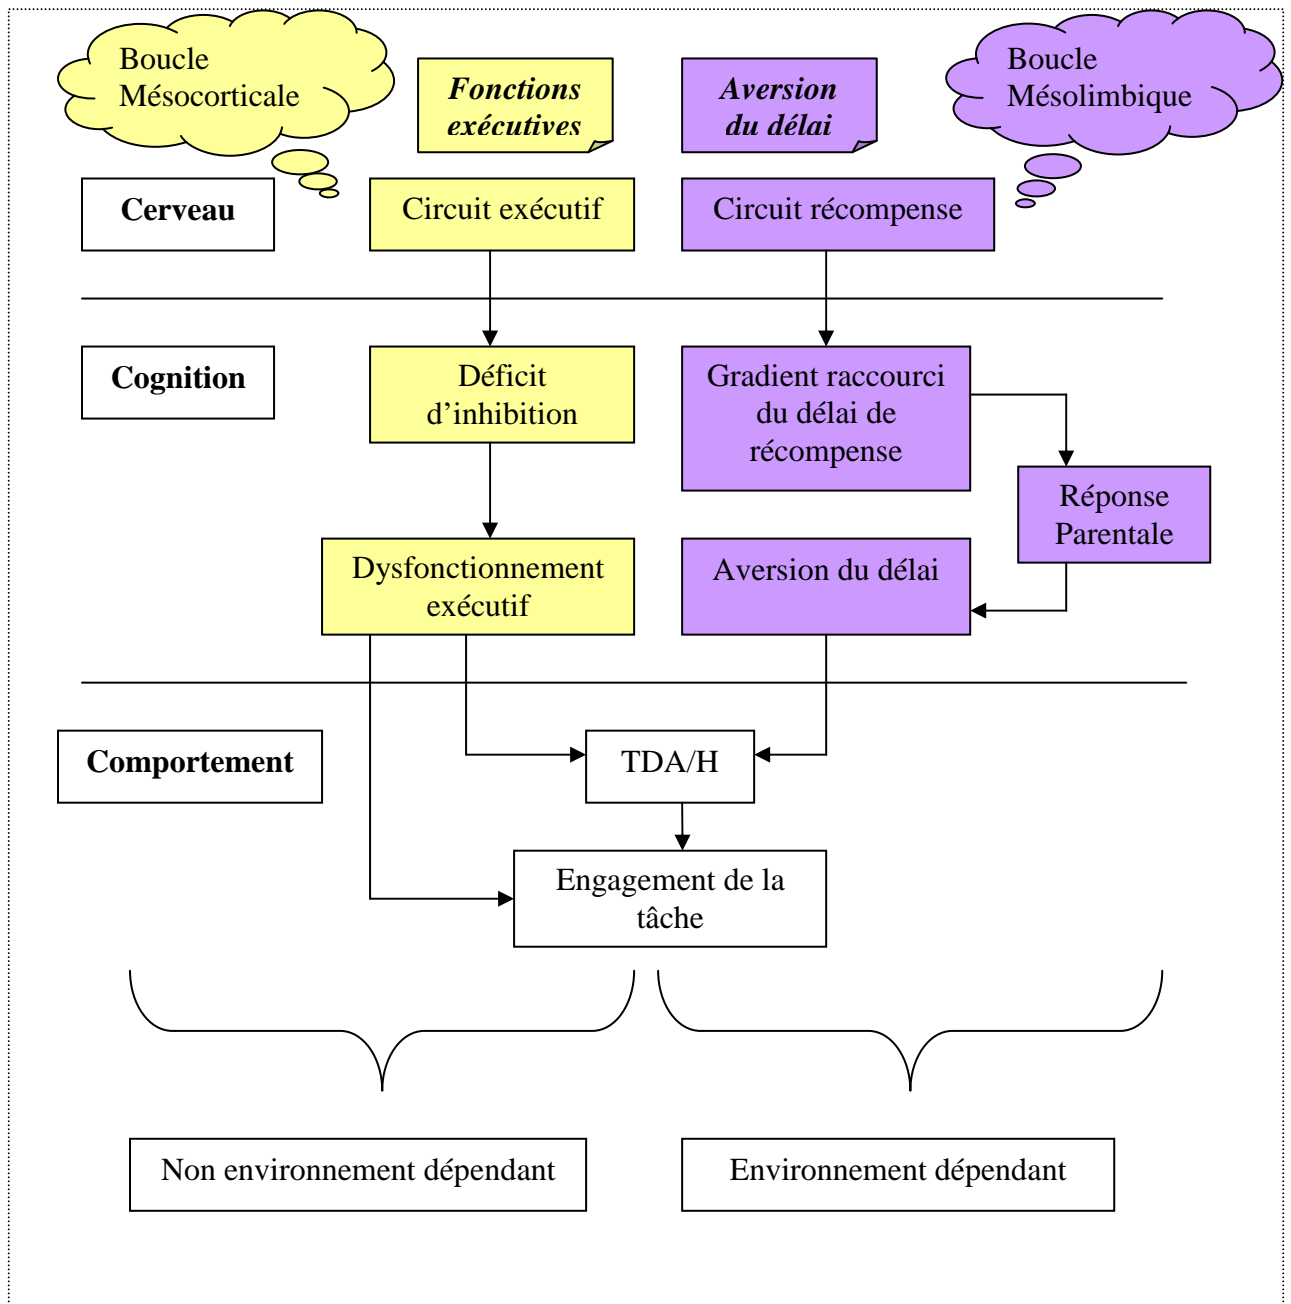 Boucle
Mésocorticale
Fonctions
exécutives
Aversion
du délai
Boucle
Mésolimbique
Cerveau
Circuit exécutif
Circuit récompense
Cognition
Déficit
d’inhibition
Gradient raccourci
du délai de
récompense
Réponse
Parentale
Dysfonctionnement
exécutif
Aversion du délai
Comportement
TDA/H
Engagement de la
tâche
Non environnement dépendant
Environnement dépendant